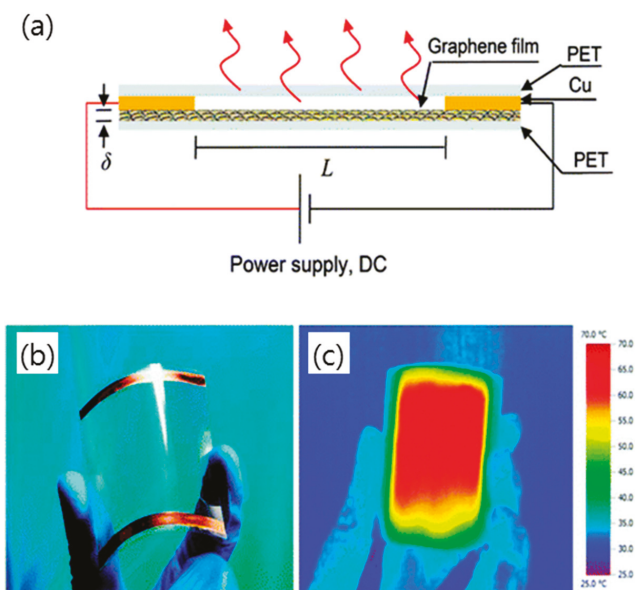 (a)
Graphene film
PET
Cu
PET
δ
L
Power supply, DC
(b)
(c)
70.0 °C
70.0
65.0
60.0
55.0
50.0
45.0
40.0
35.0
30.0
25.0
25.0 °C